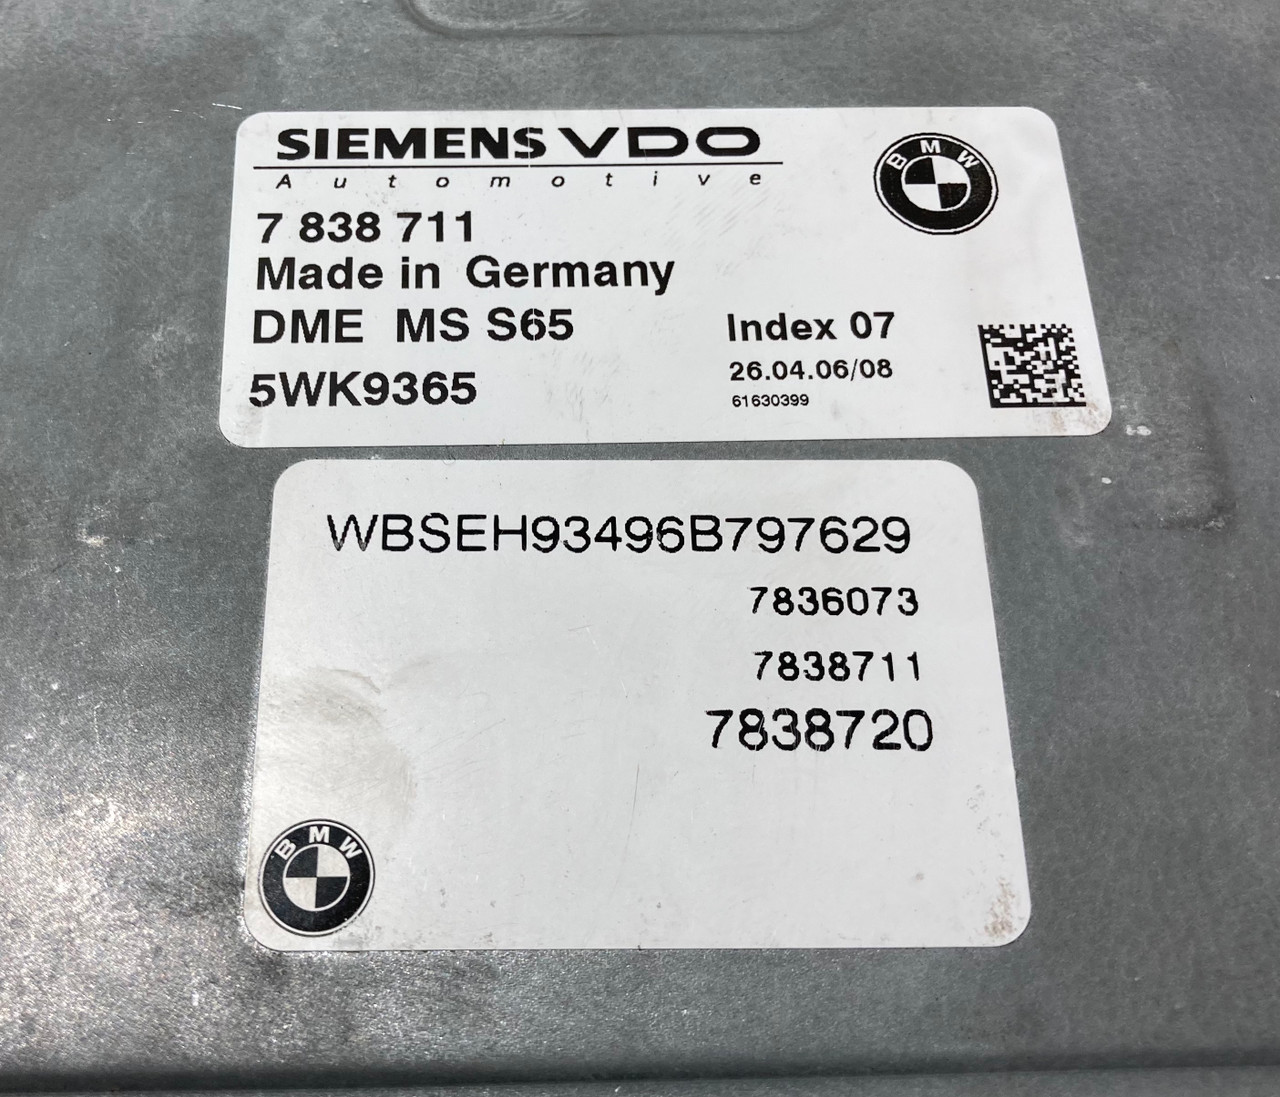 SIEMENS VDO
Automotive
BMW
7 838 711
Made in Germany
DME MS S65
Index 07
5WK9365
26.04.06/08
61630399
WBSEH93496B797629
7836073
7838711
7838720
BMW